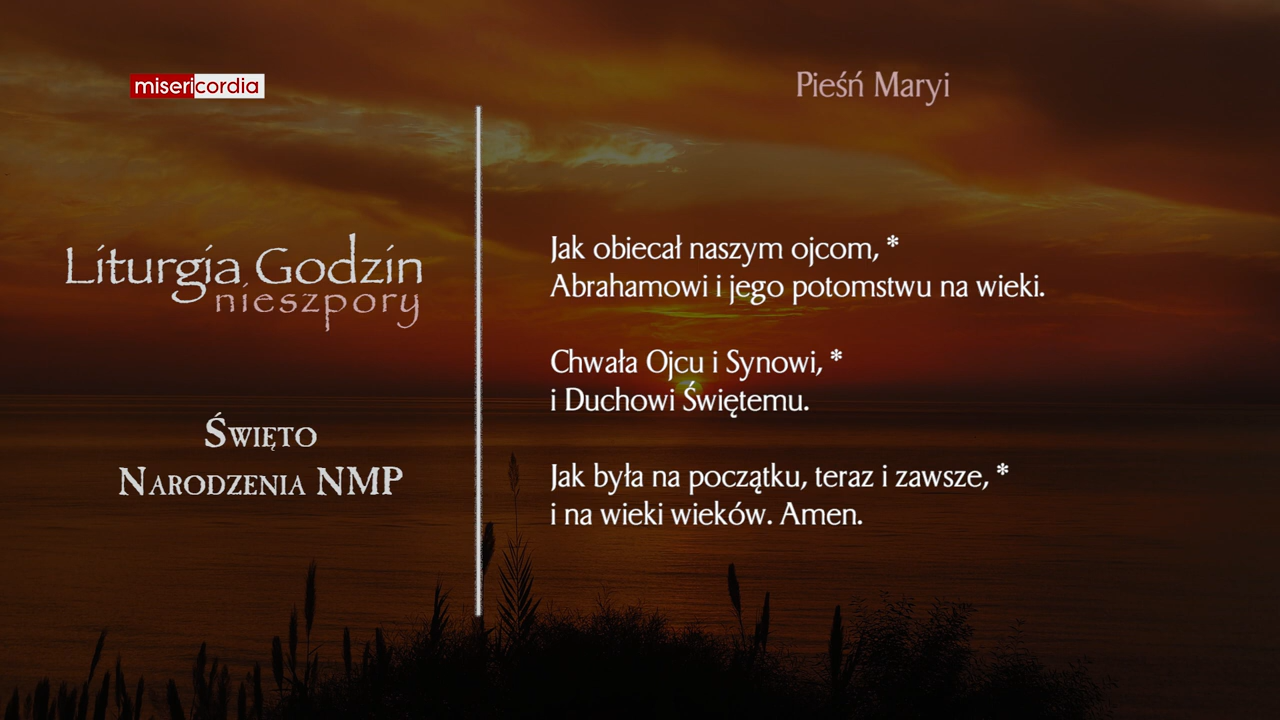 misericordia
Pieśń Maryi
Liturgia Godzin
nieszpory
Święto
Narodzenia NMP
Jak obiecał naszym ojcom, *
Abrahamowi i jego potomstwu na wieki.
Chwała Ojcu i Synowi, *
i Duchowi Świętemu.
Jak była na początku, teraz i zawsze, *
i na wieki wieków. Amen.